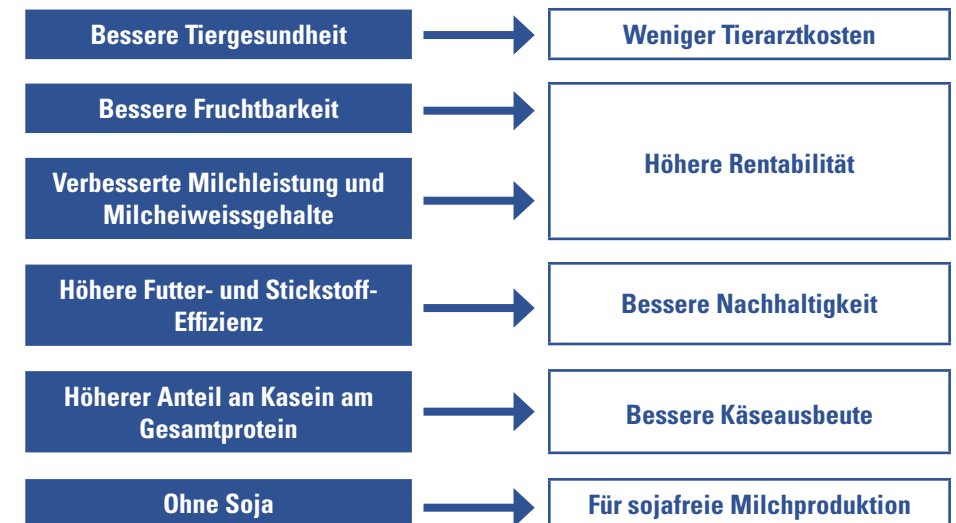 Bessere Tiergesundheit
Weniger Tierarztkosten
Bessere Fruchtbarkeit
Höhere Rentabilität
Verbesserte Milchleistung und
Milcheiweissgehalte
Höhere Futter- und Stickstoff-
Effizienz
Bessere Nachhaltigkeit
Höherer Anteil an Kasein am
Gesamtprotein
Bessere Käseausbeute
Ohne Soja
Für sojafreie Milchproduktion